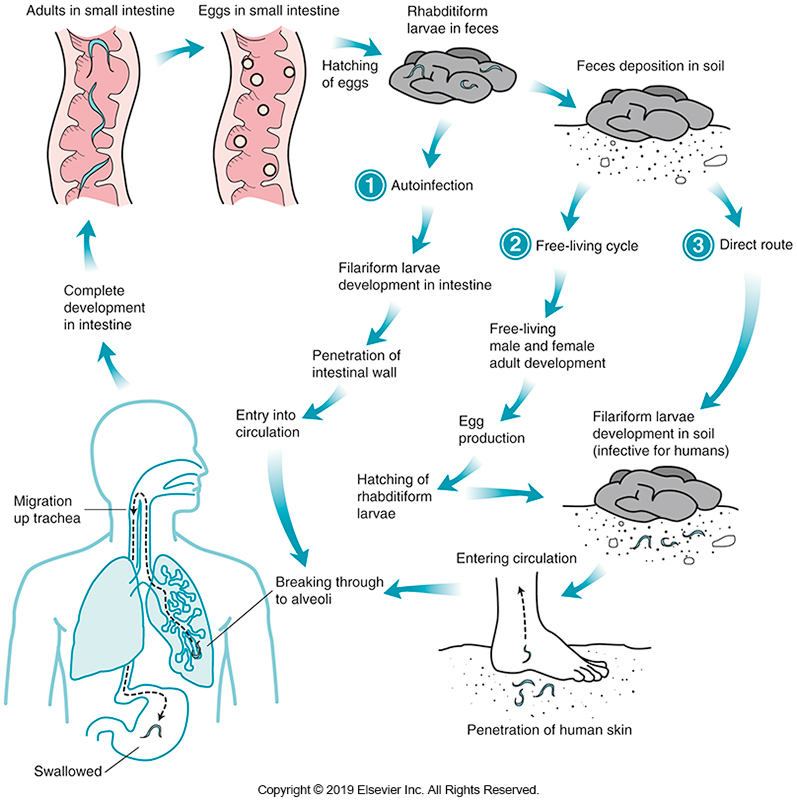 Adults in small intestine
Eggs in small intestine
Rhabditiform
larvae in feces
Hatching
of eggs
Feces deposition in soil
1 Autoinfection
2 Free-living cycle
3 Direct route
Filariform larvae
development in intestine
Complete
development
in intestine
Free-living
male and female
adult development
Penetration of
intestinal wall
Entry into
circulation
Egg
production
Filariform larvae
development in soil
(infective for humans)
Hatching of
rhabditiform
larvae
Migration
up trachea
Entering circulation
Breaking through
to alveoli
Penetration of human skin
Swallowed
Copyright © 2019 Elsevier Inc. All Rights Reserved.